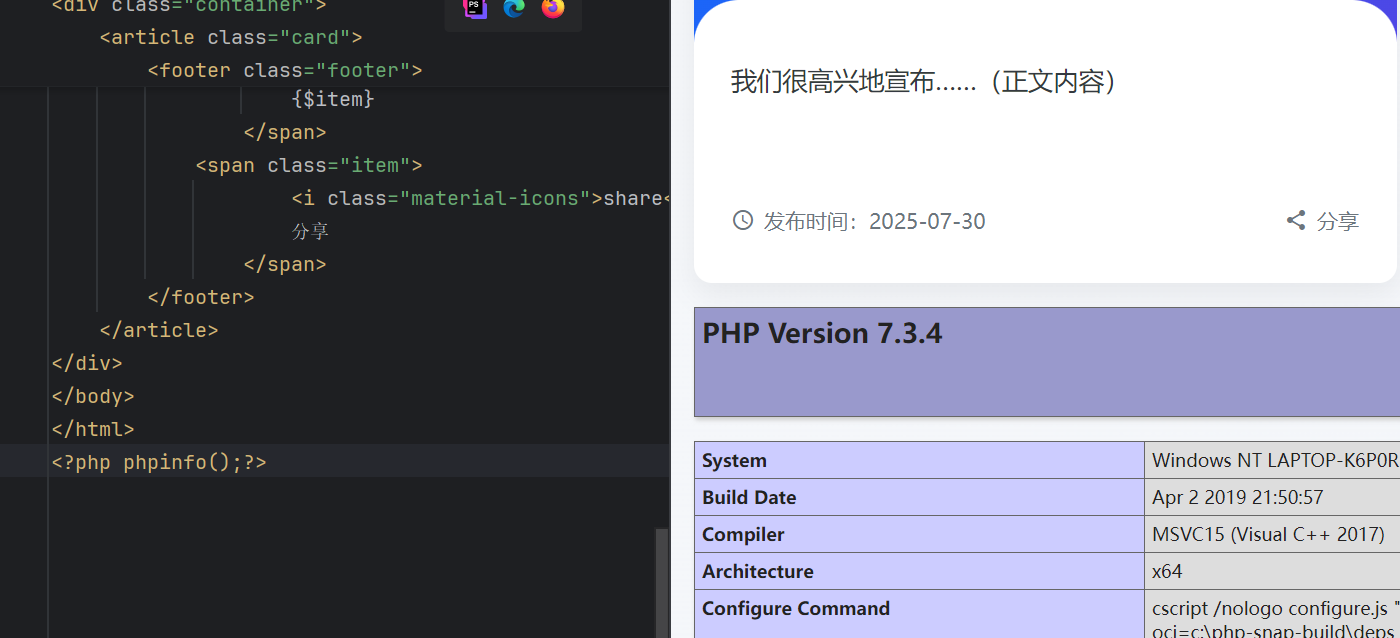 <div class="container">
<article class="card">
<footer class="footer">
{$item}
</span>
<span class="item">
<i class="material-icons">share<
分享
</span>
</footer>
</article>
</div>
</body>
</html>
<?php phpinfo();?>
PS
我们很高兴地宣布……（正文内容）
发布时间：2025-07-30
分享
PHP Version 7.3.4
System Windows NT LAPTOP-K6P0R
Build Date Apr 2 2019 21:50:57
Compiler MSVC15 (Visual C++ 2017)
Architecture x64
Configure Command cscript /nologo configure.js "
oci=c:\php-snap-build\deps